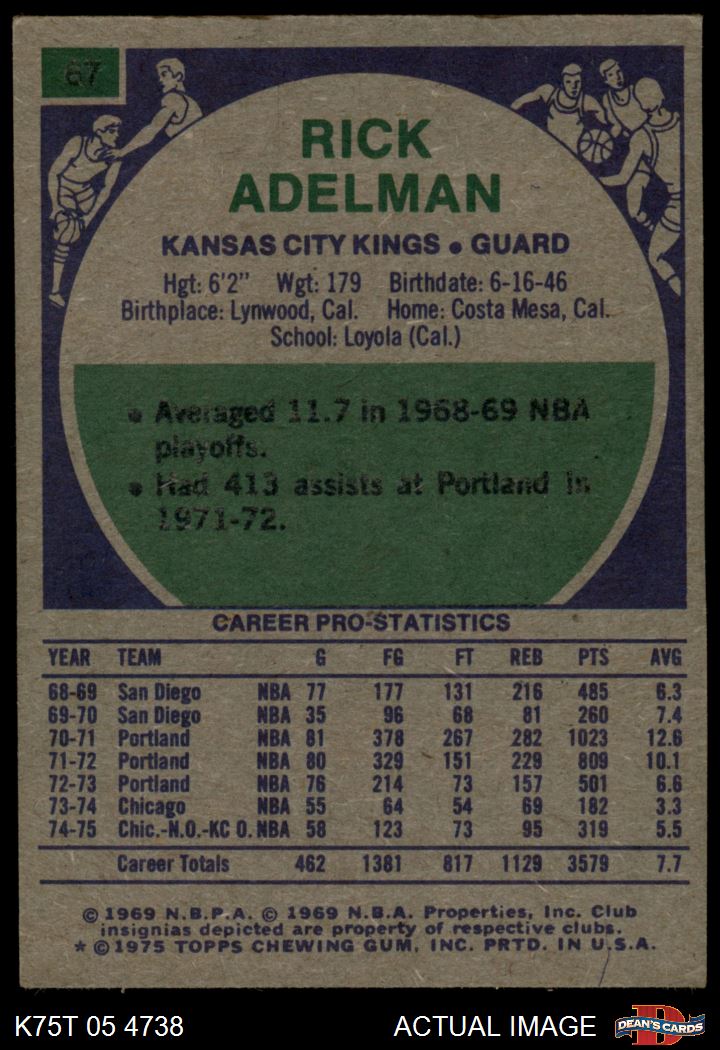 67
RICK
ADELMAN
KANSAS CITY KINGS • GUARD
Hgt: 6'2" Wgt: 179 Birthdate: 6-16-46
Birthplace: Lynwood, Cal. Home: Costa Mesa, Cal.
School: Loyola (Cal.)
• Averaged 11.7 in 1968-69 NBA
playoffs.
• Had 413 assists at Portland in
1971-72.
CAREER PRO-STATISTICS
YEAR TEAM G FG FT REB PTS AVG
68-69 San Diego NBA 77 177 131 216 485 6.3
69-70 San Diego NBA 35 96 68 81 260 7.4
70-71 Portland NBA 81 378 267 282 1023 12.6
71-72 Portland NBA 80 329 151 229 809 10.1
72-73 Portland NBA 76 214 73 157 501 6.6
73-74 Chicago NBA 55 64 54 69 182 3.3
74-75 Chic.-N.O.-KC O. NBA 58 123 73 95 319 5.5
Career Totals 462 1381 817 1129 3579 7.7
© 1969 N.B.P.A. © 1969 N.B.A. Properties, Inc. Club
insignias depicted are property of respective clubs.
* © 1975 TOPPS CHEWING GUM, INC. PRTD. IN U.S.A.
K75T 05 4738 ACTUAL IMAGE D DEAN'S CARDS